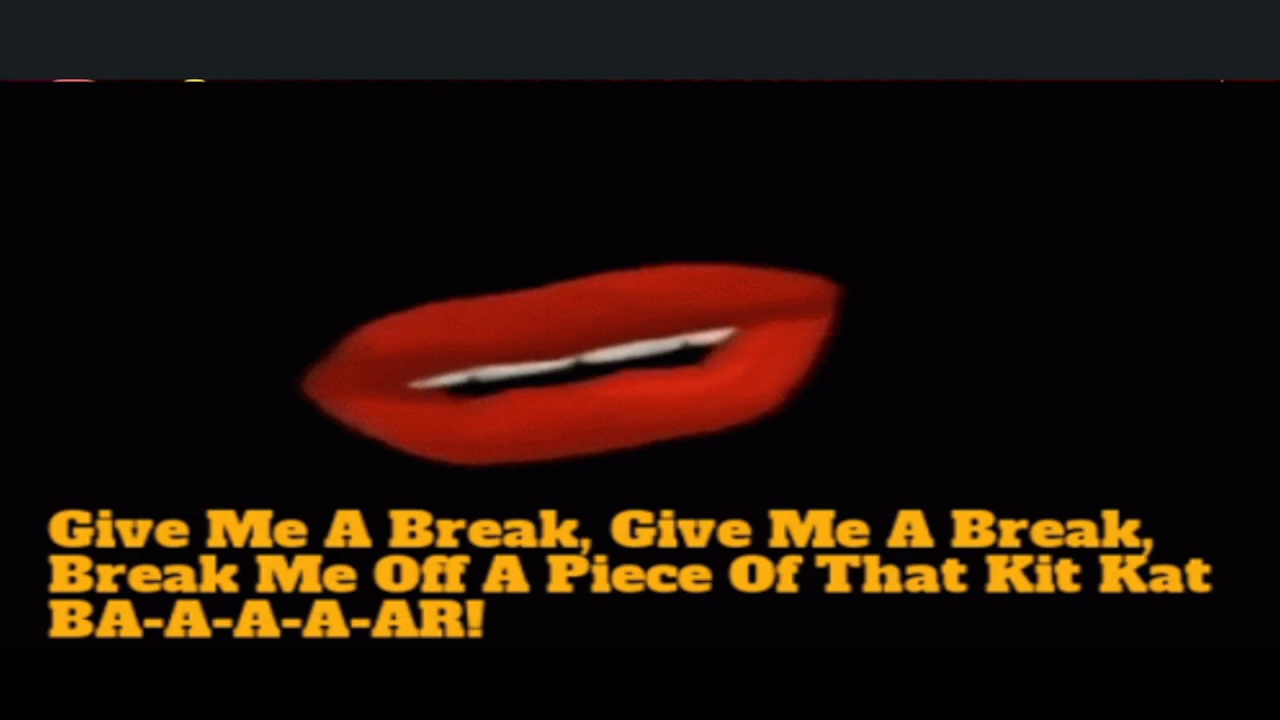 Give Me A Break, Give Me A Break,
Break Me Off A Piece Of That Kit Kat
BA-A-A-A-AR!